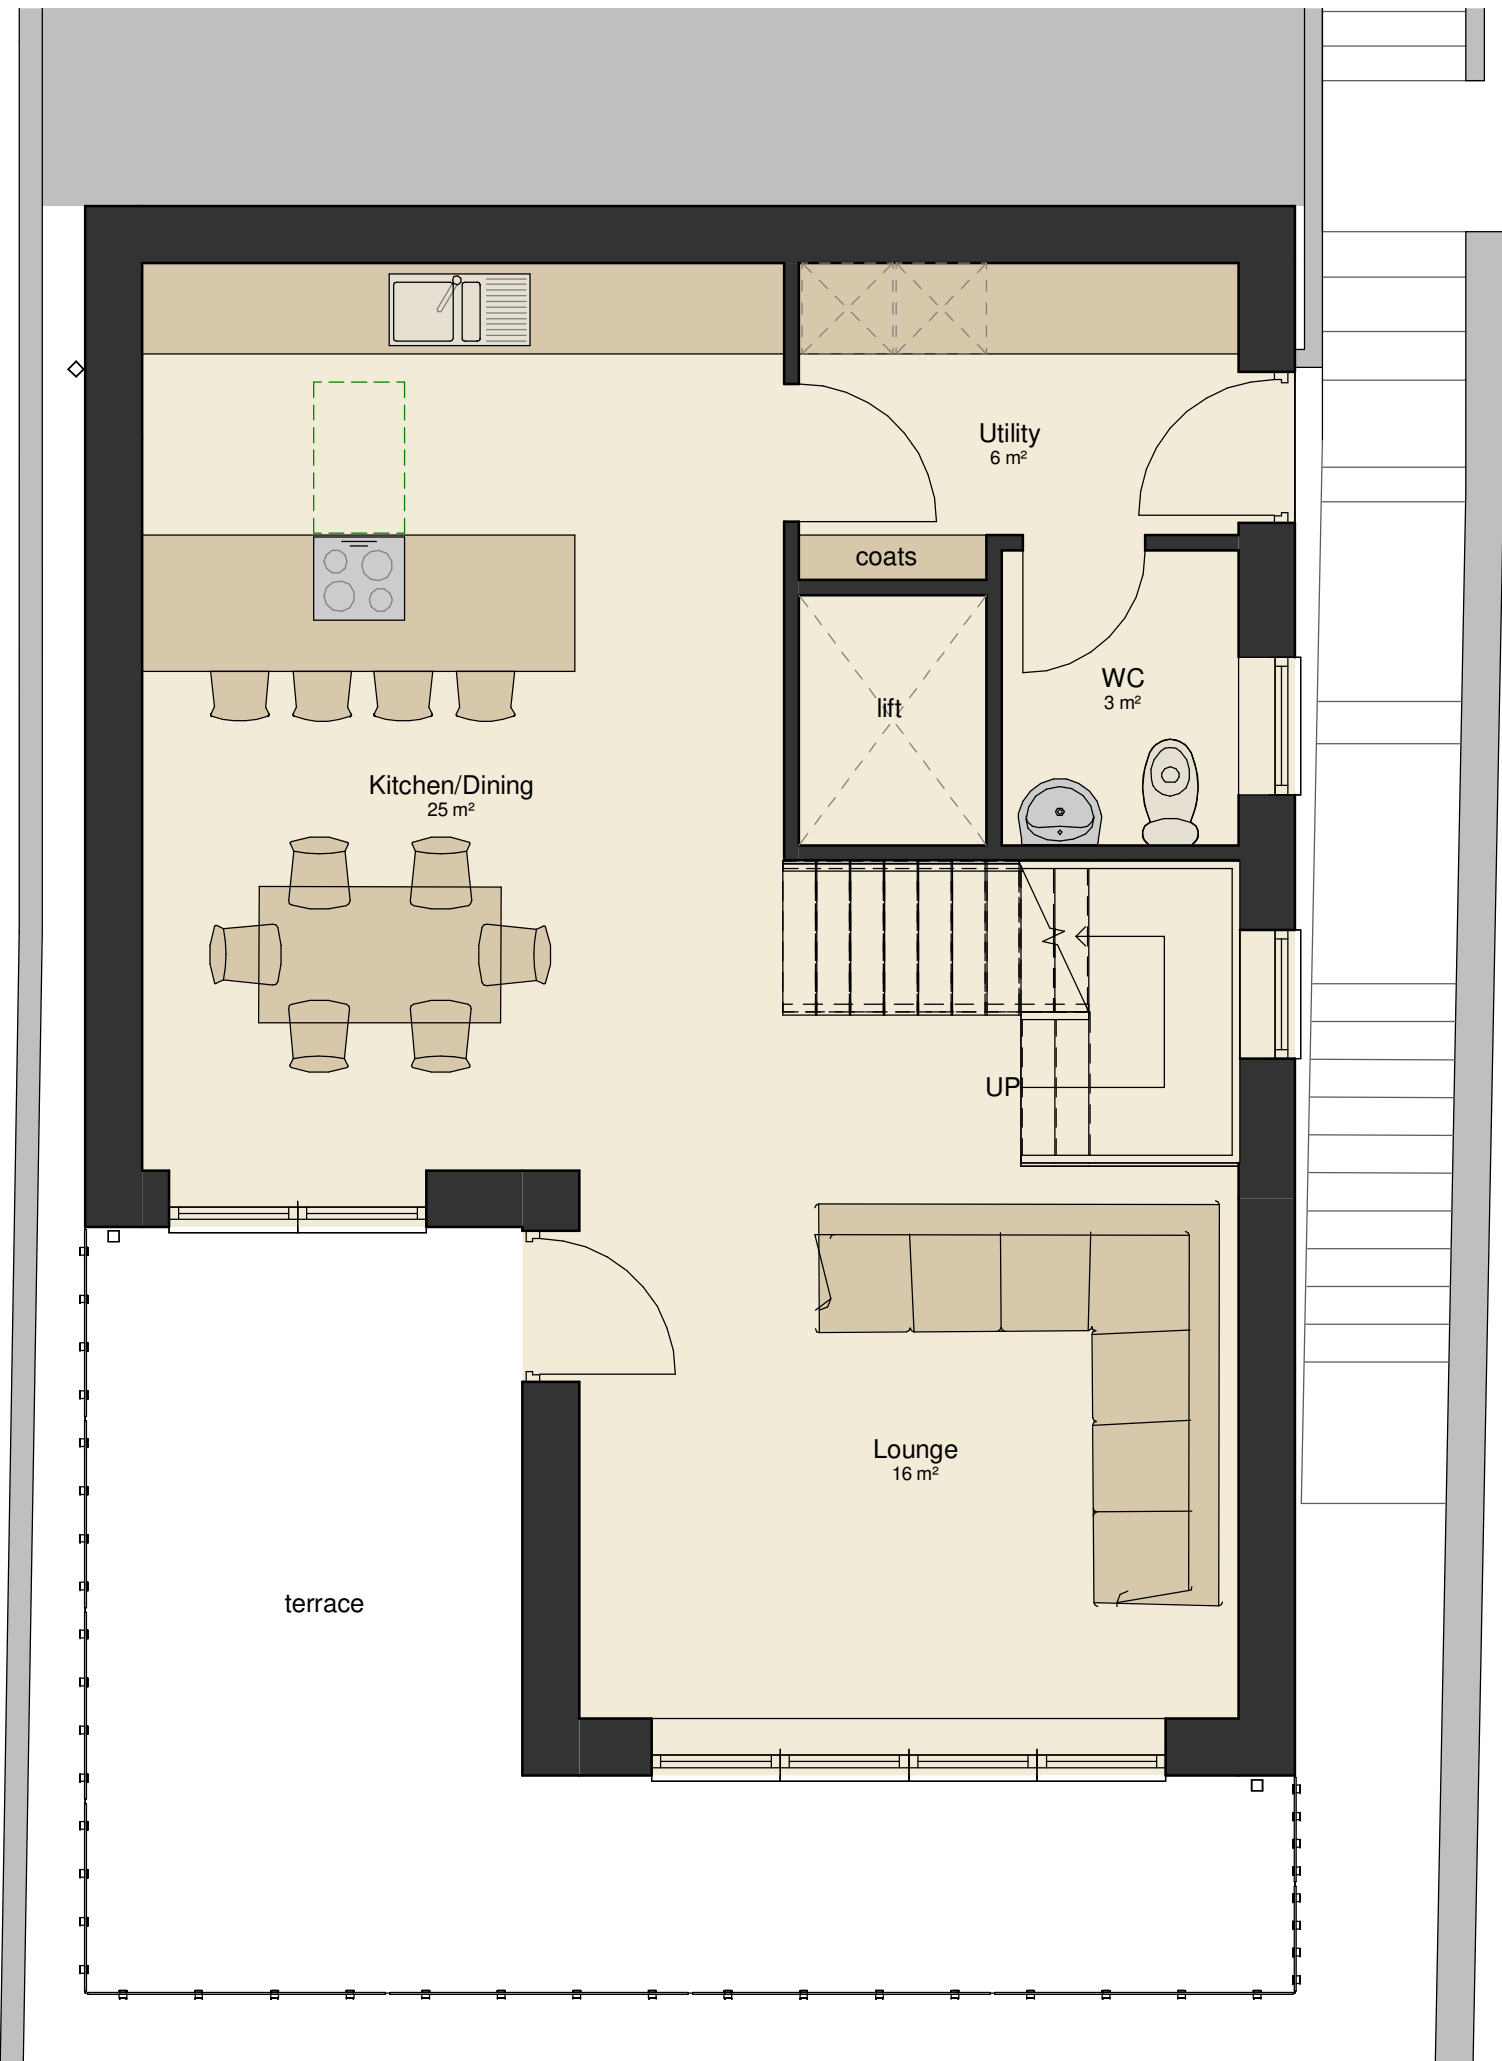 Utility
6 m²
coats
WC
3 m²
lift
Kitchen/Dining
25 m²
UP
Lounge
16 m²
terrace